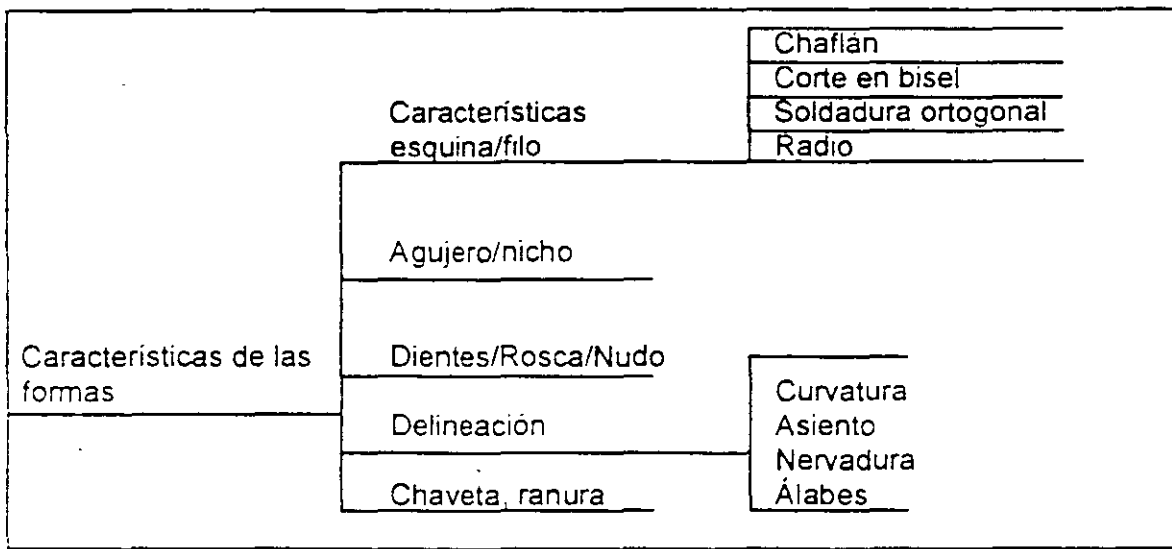 Chaflán
Corte en bisel
Características
esquina/filo
Soldadura ortogonal
Radio
Agujero/nicho
Características de las
formas
Dientes/Rosca/Nudo
Delineación
Curvatura
Asiento
Nervadura
Álabes
Chaveta, ranura